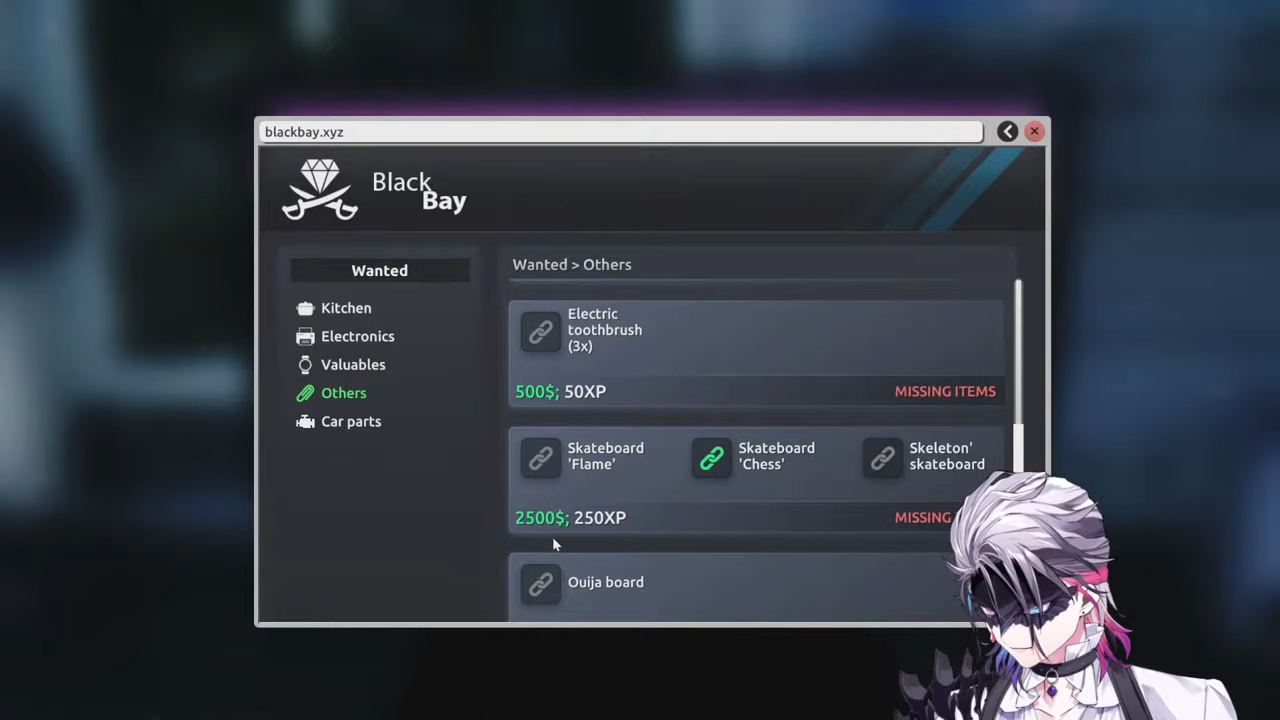 blackbay.xyz
Black
Bay
Wanted
Kitchen
Electronics
Valuables
Others
Car parts
Wanted > Others
Electric
toothbrush
(3x)
500$; 50XP
MISSING ITEMS
Skateboard
'Flame'
Skateboard
'Chess'
Skeleton'
skateboard
2500$; 250XP
MISSING
Ouija board